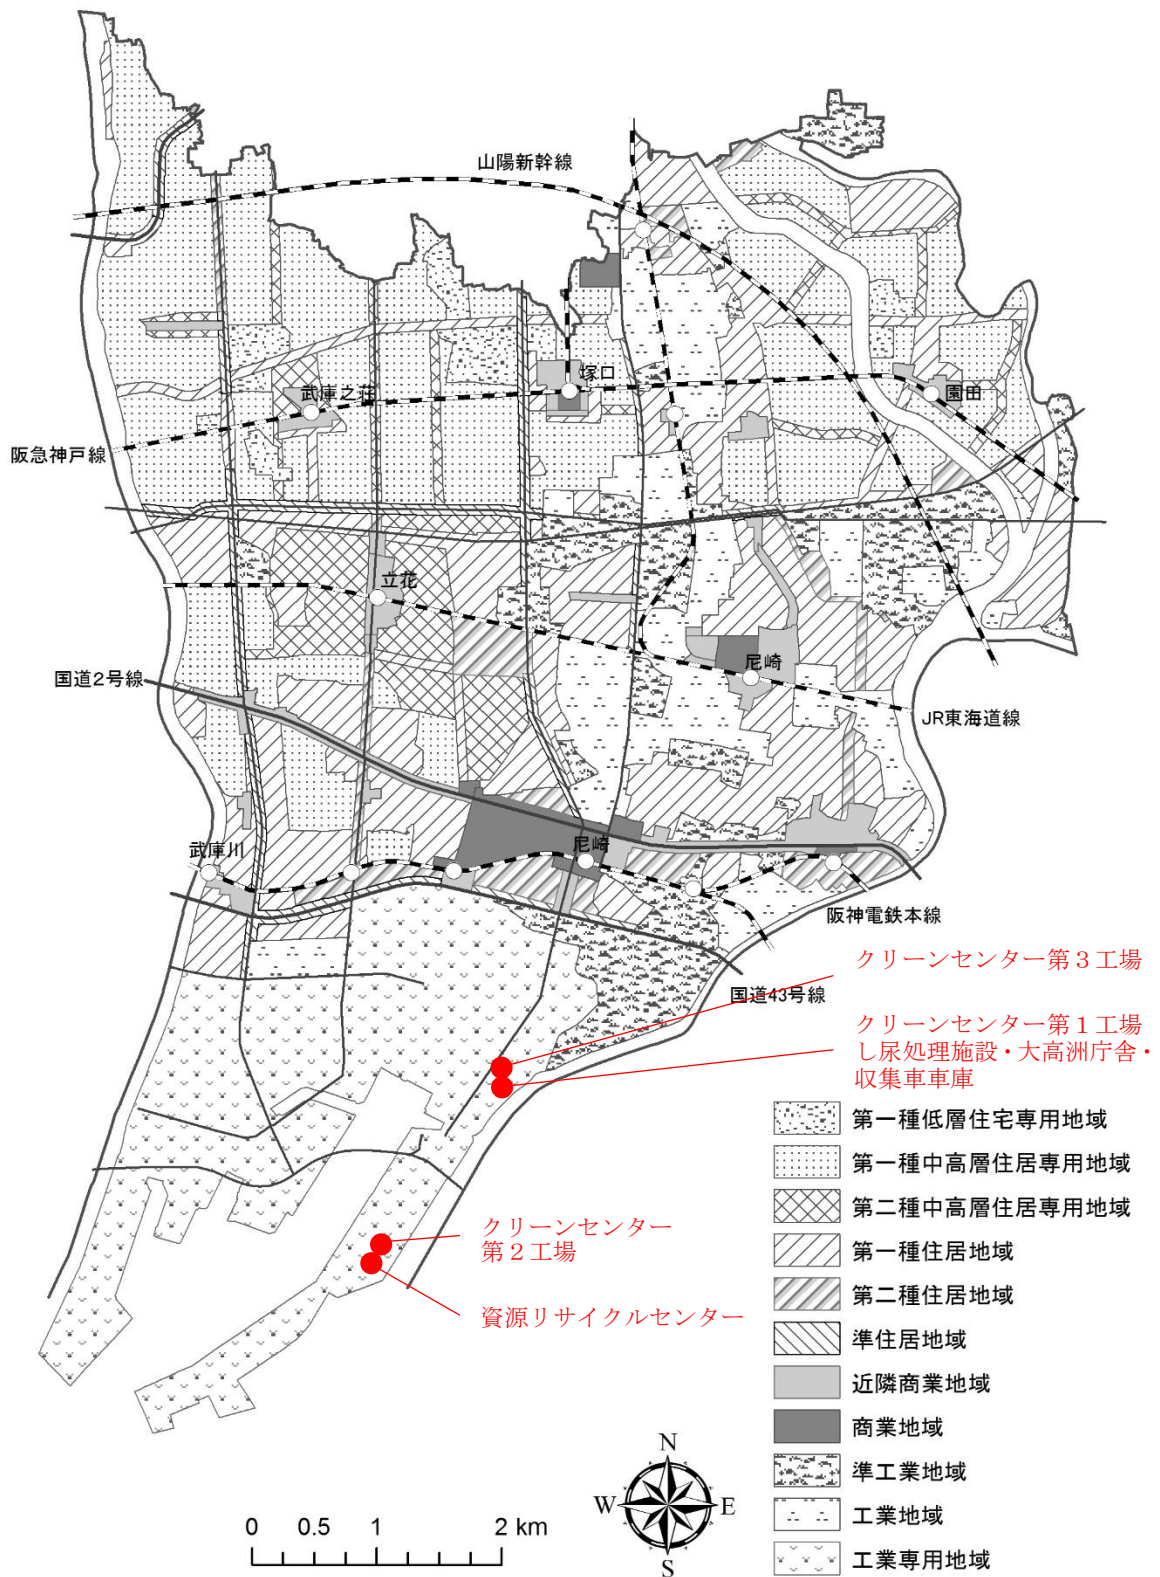 山陽新幹線
塚口
武庫之荘
園田
阪急神戸線
立花
尼崎
国道2号線
JR東海道線
武庫川
尼崎
阪神電鉄本線
国道43号線
クリーンセンター第３工場
クリーンセンター第１工場
し尿処理施設・大高洲庁舎・
収集車車庫
クリーンセンター
第２工場
資源リサイクルセンター
第一種低層住宅専用地域
第一種中高層住居専用地域
第二種中高層住居専用地域
第一種住居地域
第二種住居地域
準住居地域
近隣商業地域
商業地域
準工業地域
工業地域
工業専用地域
N
W E
S
0 0.5 1 2 km